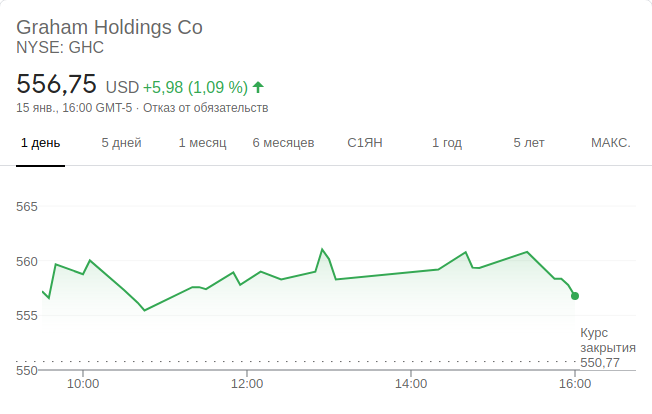 Graham Holdings Co
NYSE: GHC
556,75 USD +5,98 (1,09 %)
15 янв., 16:00 GMT-5 · Отказ от обязательств
1 день 5 дней 1 месяц 6 месяцев С1ЯН 1 год 5 лет МАКС.
565
560
555
Курс
закрытия
550,77
550
10:00 12:00 14:00 16:00